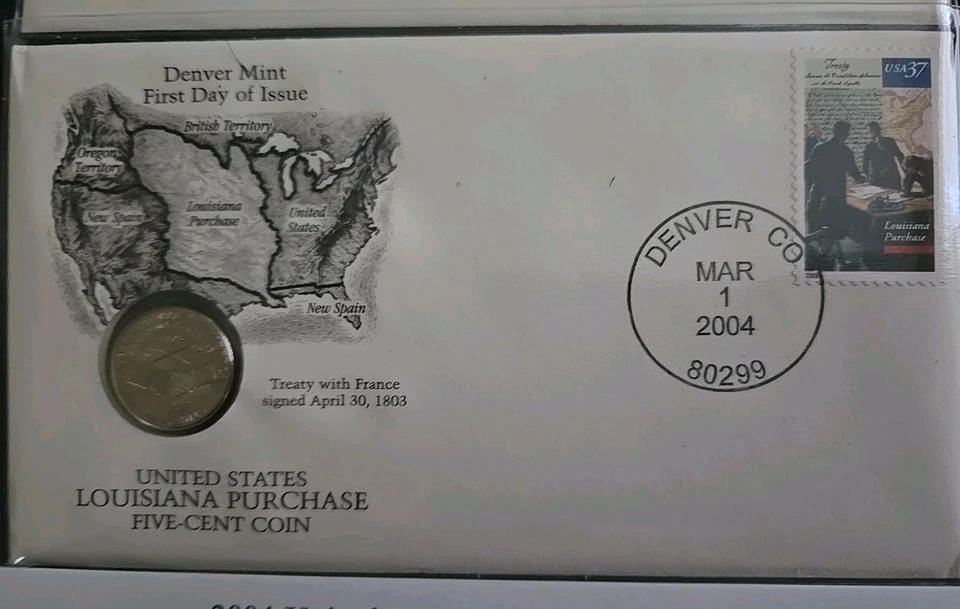 Denver Mint
First Day of Issue
British Territory
Oregon
Territory
New Spain
Louisiana
Purchase
United
States
New Spain
Treaty with France
signed April 30, 1803
UNITED STATES
LOUISIANA PURCHASE
FIVE-CENT COIN
Treaty
USA37
Louisiana
Purchase
DENVER CO
MAR
1
2004
80299